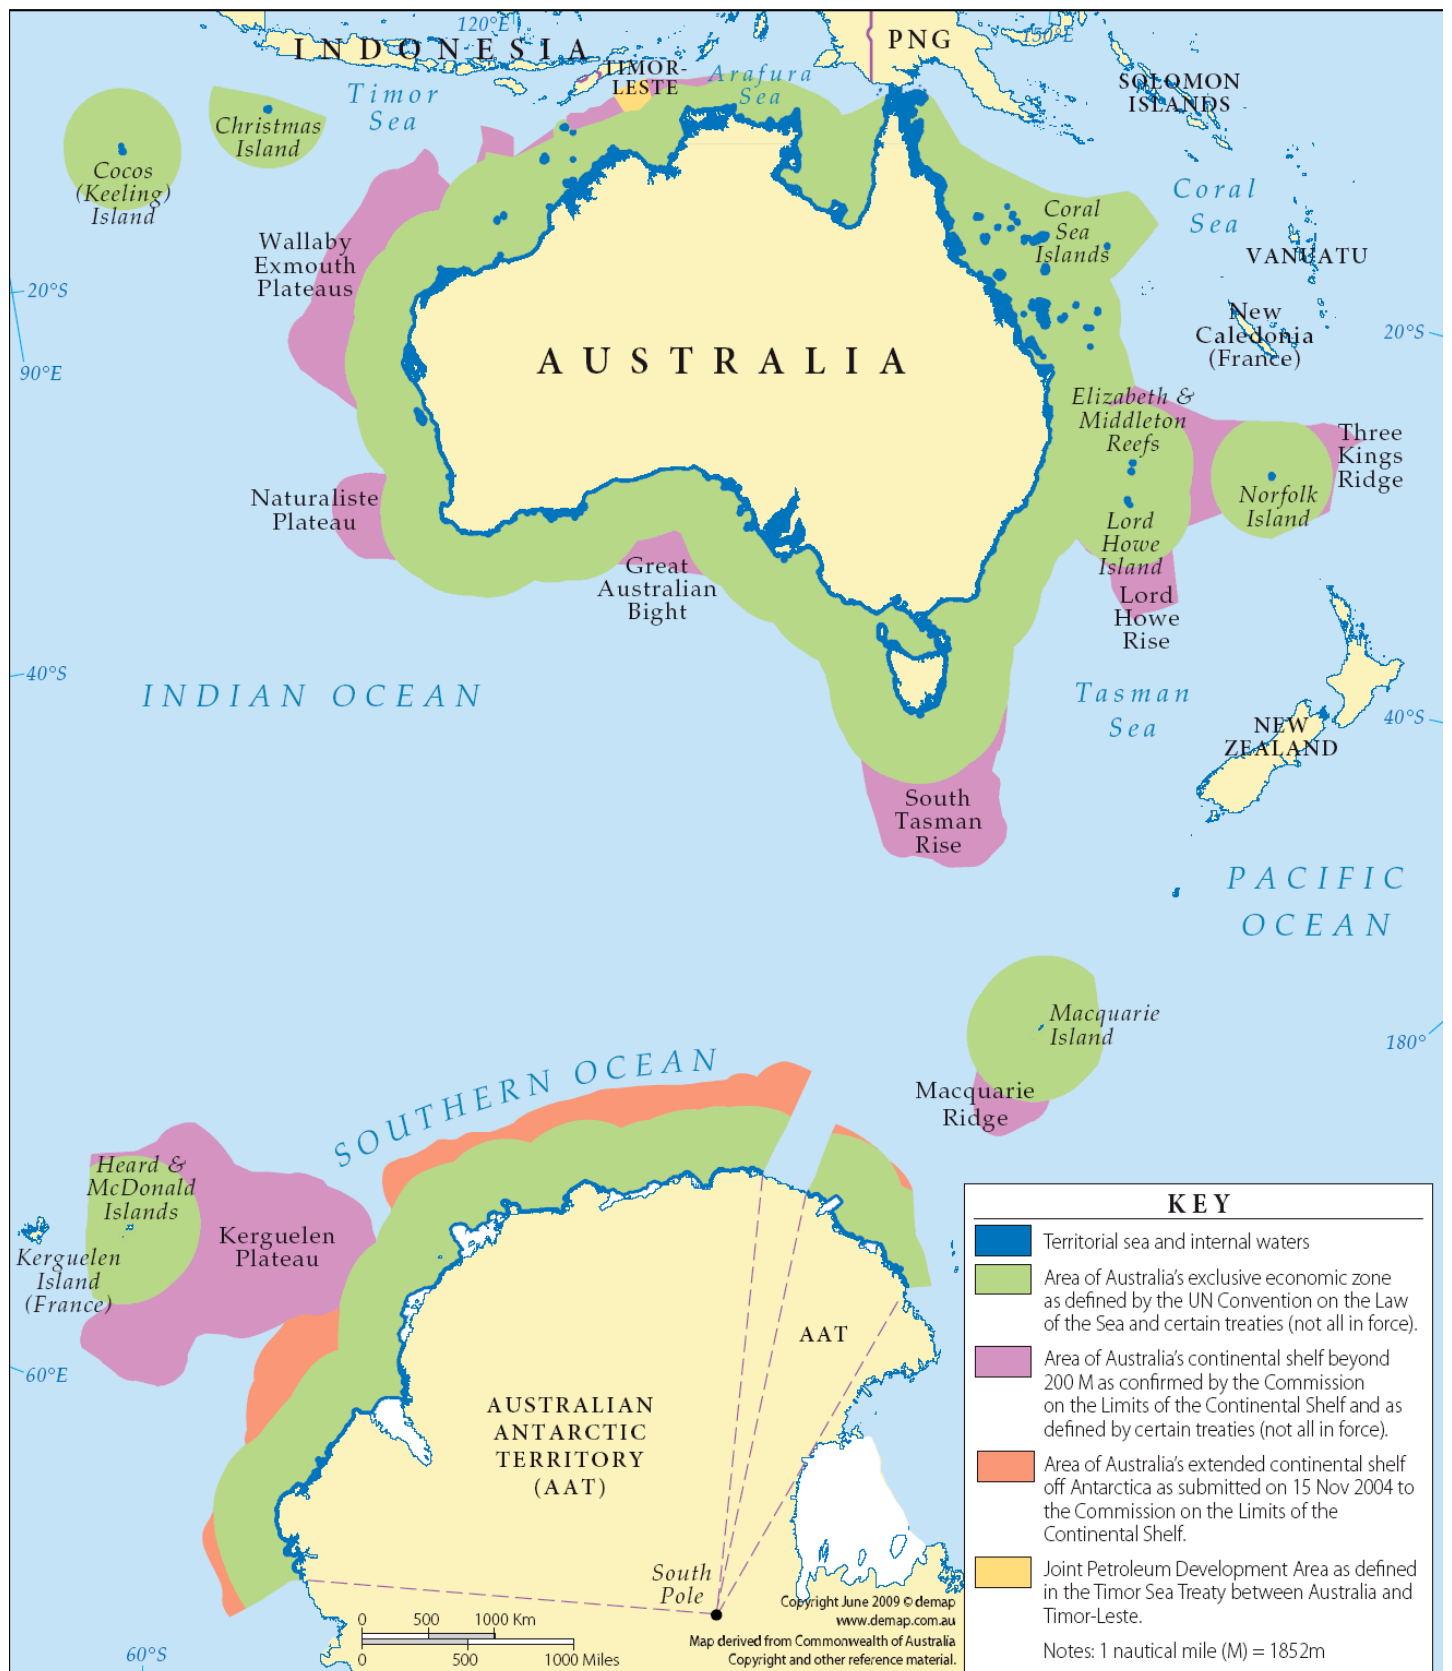 120°E
150°E
INDONESIA
PNG
TIMOR-
LESTE
Arafura
Sea
Timor
Sea
SOLOMON
ISLANDS
Christmas
Island
Cocos
(Keeling)
Island
Coral
Sea
Coral
Sea
Islands
Wallaby
Exmouth
Plateaus
VANUATU
20°S
New
Caledonia
(France)
20°S
90°E
AUSTRALIA
Elizabeth &
Middleton
Reefs
Three
Kings
Ridge
Naturaliste
Plateau
Norfolk
Island
Lord
Howe
Island
Great
Australian
Bight
Lord
Howe
Rise
40°S
INDIAN OCEAN
Tasman
Sea
40°S
NEW
ZEALAND
South
Tasman
Rise
PACIFIC
OCEAN
Macquarie
Island
180°
SOUTHERN OCEAN
Macquarie
Ridge
Heard &
McDonald
Islands
Kerguelen
Plateau
Kerguelen
Island
(France)
60°E
AAT
AUSTRALIAN
ANTARCTIC
TERRITORY
(AAT)
South
Pole
60°S
0 500 1000 Km
0 500 1000 Miles
Copyright June 2009 © demap
www.demap.com.au
Map derived from Commonwealth of Australia
Copyright and other reference material.
KEY
Territorial sea and internal waters
Area of Australia's exclusive economic zone
as defined by the UN Convention on the Law
of the Sea and certain treaties (not all in force).
Area of Australia's continental shelf beyond
200 M as confirmed by the Commission
on the Limits of the Continental Shelf and as
defined by certain treaties (not all in force).
Area of Australia's extended continental shelf
off Antarctica as submitted on 15 Nov 2004 to
the Commission on the Limits of the
Continental Shelf.
Joint Petroleum Development Area as defined
in the Timor Sea Treaty between Australia and
Timor-Leste.
Notes: 1 nautical mile (M) = 1852m